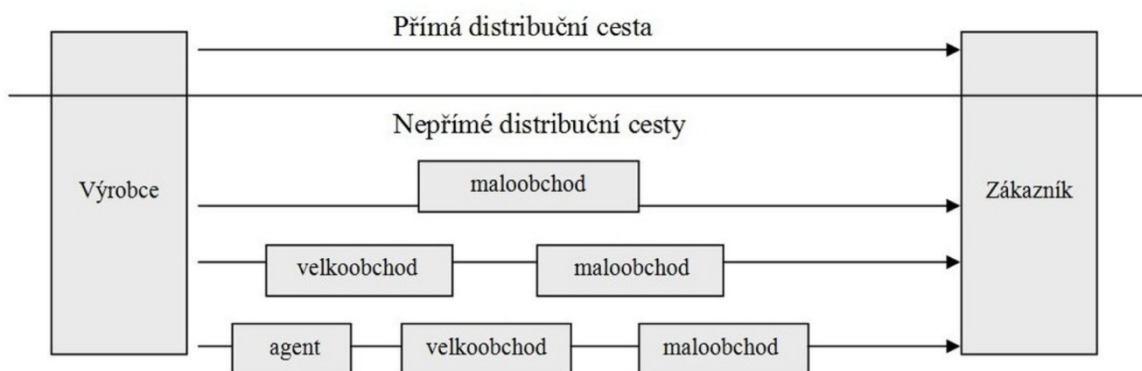 Přímá distribuční cesta
Nepřímé distribuční cesty
Výrobce
maloobchod
Zákazník
velkoobchod
maloobchod
agent
velkoobchod
maloobchod